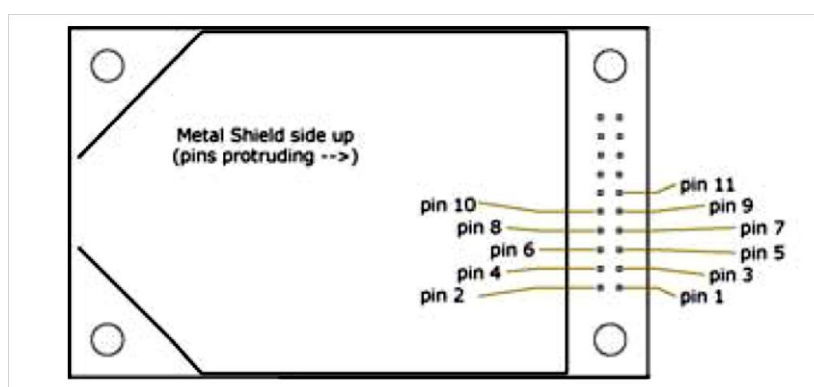 Metal Shield side up
(pins protruding -->)
pin 11
pin 10
pin 9
pin 8
pin 7
pin 6
pin 5
pin 4
pin 3
pin 2
pin 1